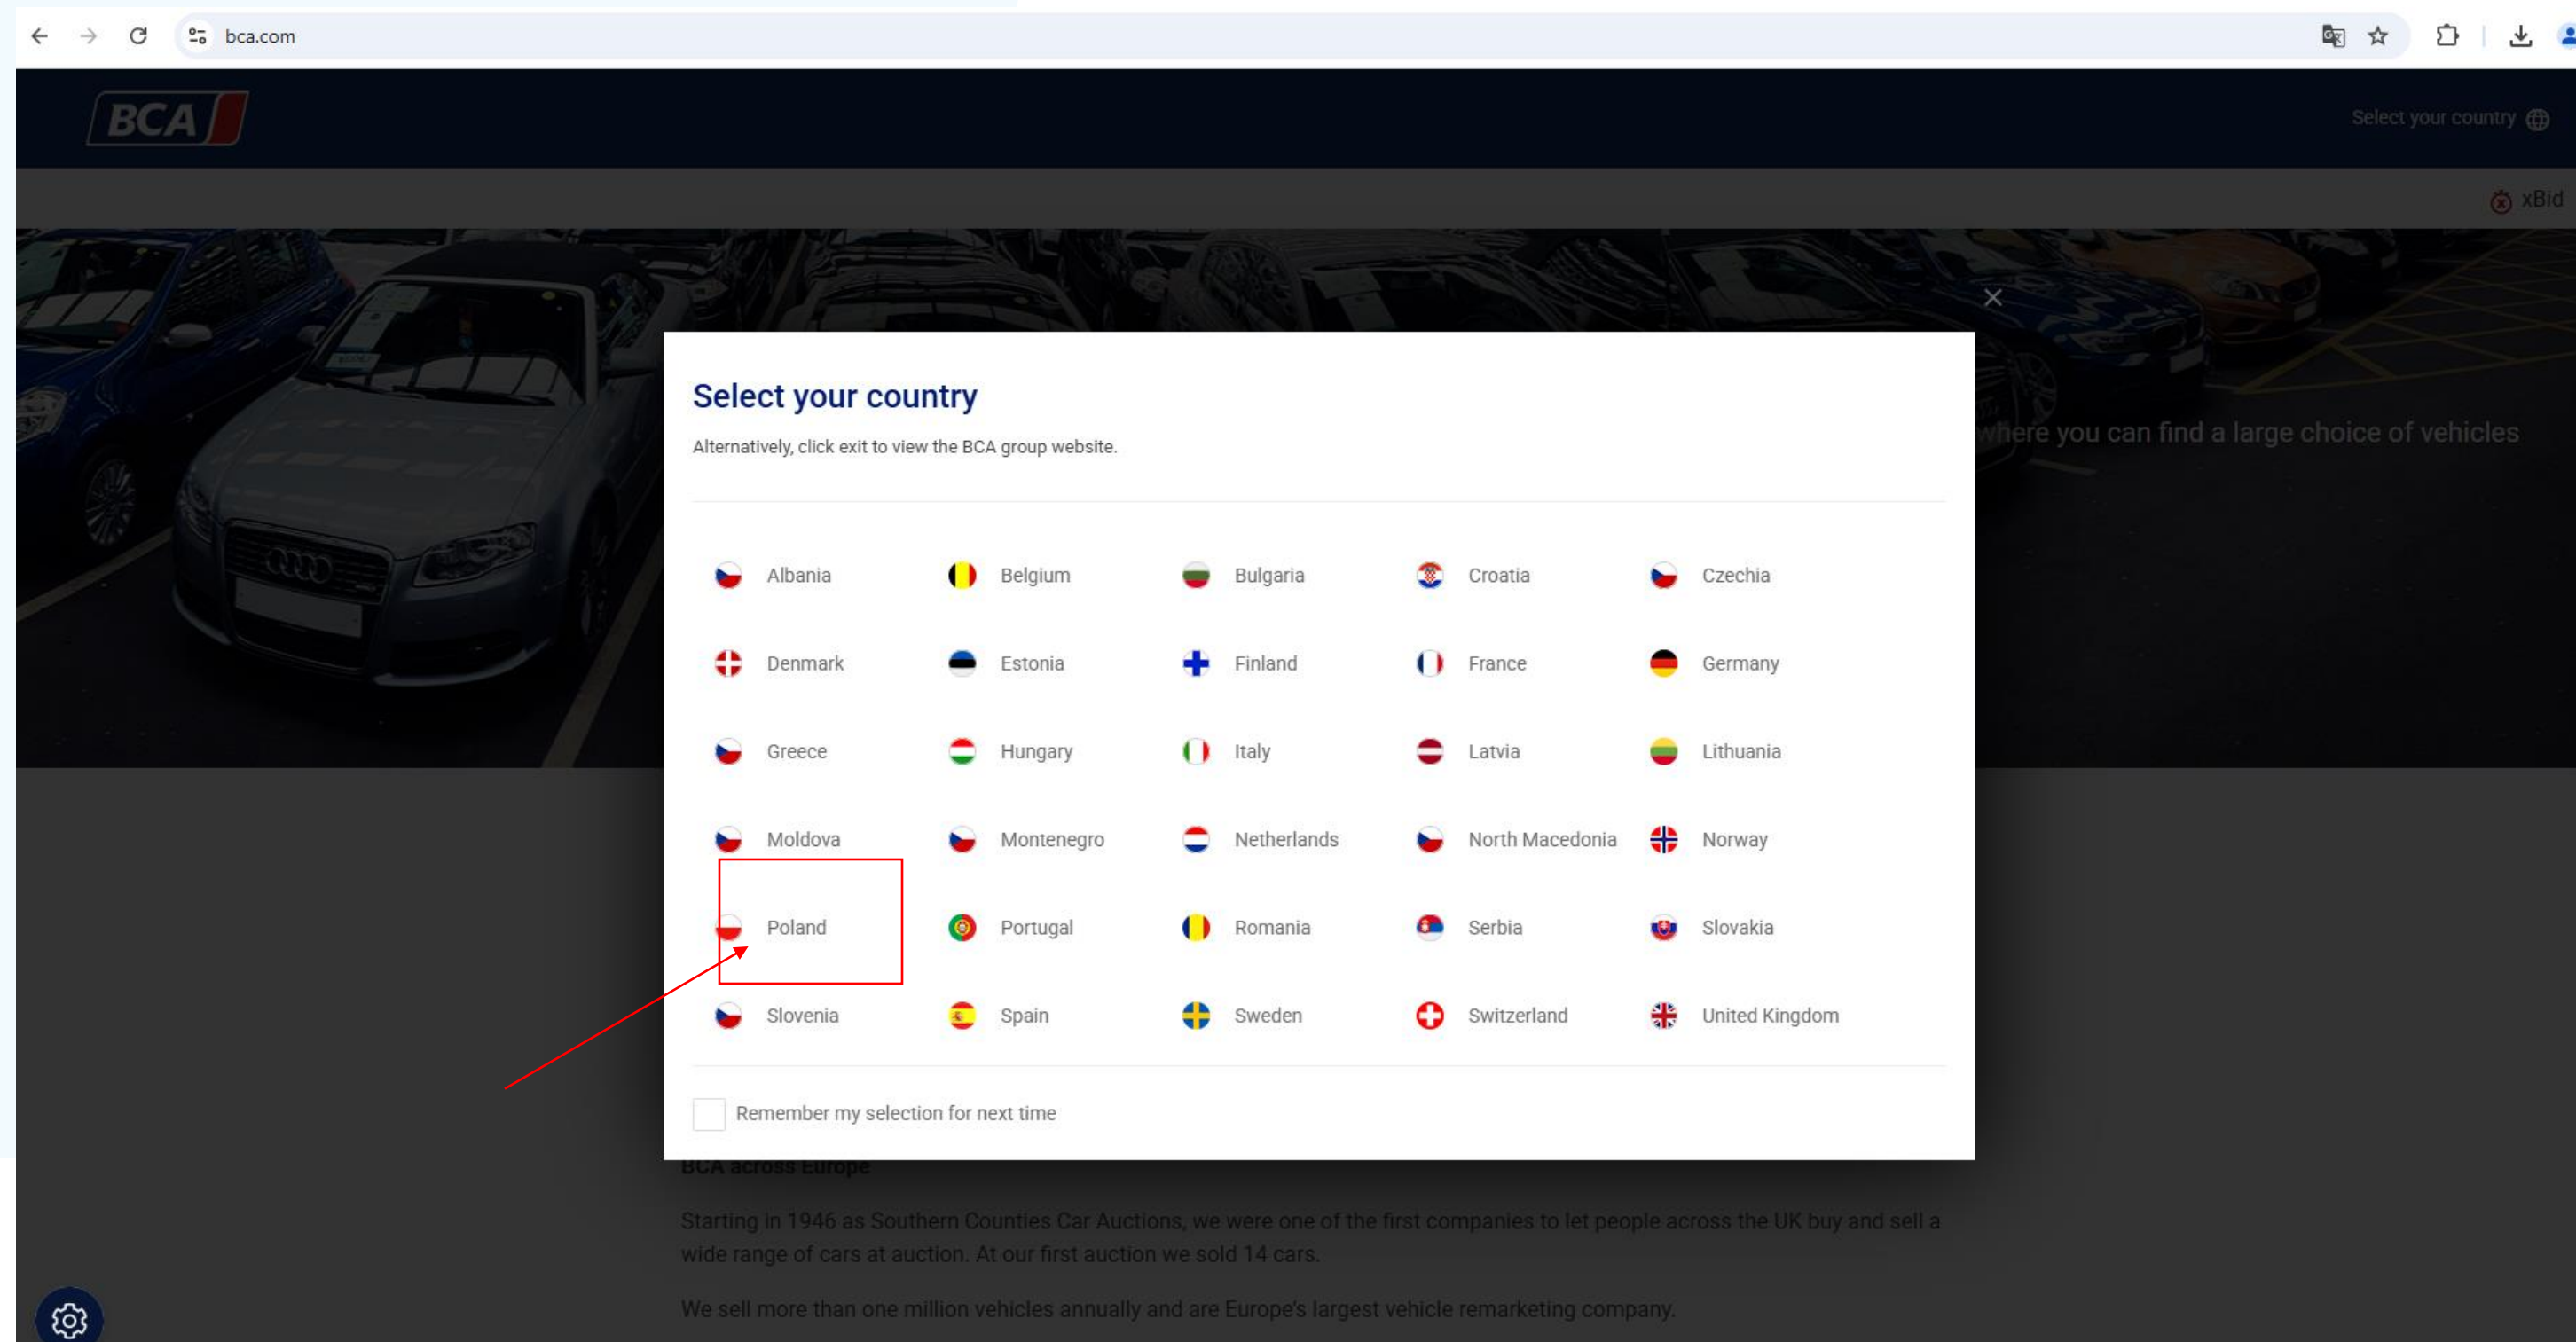 bca.com
BCA
Select your country
xBid
where you can find a large choice of vehicles
Select your country
Alternatively, click exit to view the BCA group website.
Albania Belgium Bulgaria Croatia Czechia
Denmark Estonia Finland France Germany
Greece Hungary Italy Latvia Lithuania
Moldova Montenegro Netherlands North Macedonia Norway
Poland Portugal Romania Serbia Slovakia
Slovenia Spain Sweden Switzerland United Kingdom
Remember my selection for next time
BCA across Europe
Starting in 1946 as Southern Counties Car Auctions, we were one of the first companies to let people across the UK buy and sell a
wide range of cars at auction. At our first auction we sold 14 cars.
We sell more than one million vehicles annually and are Europe's largest vehicle remarketing company.